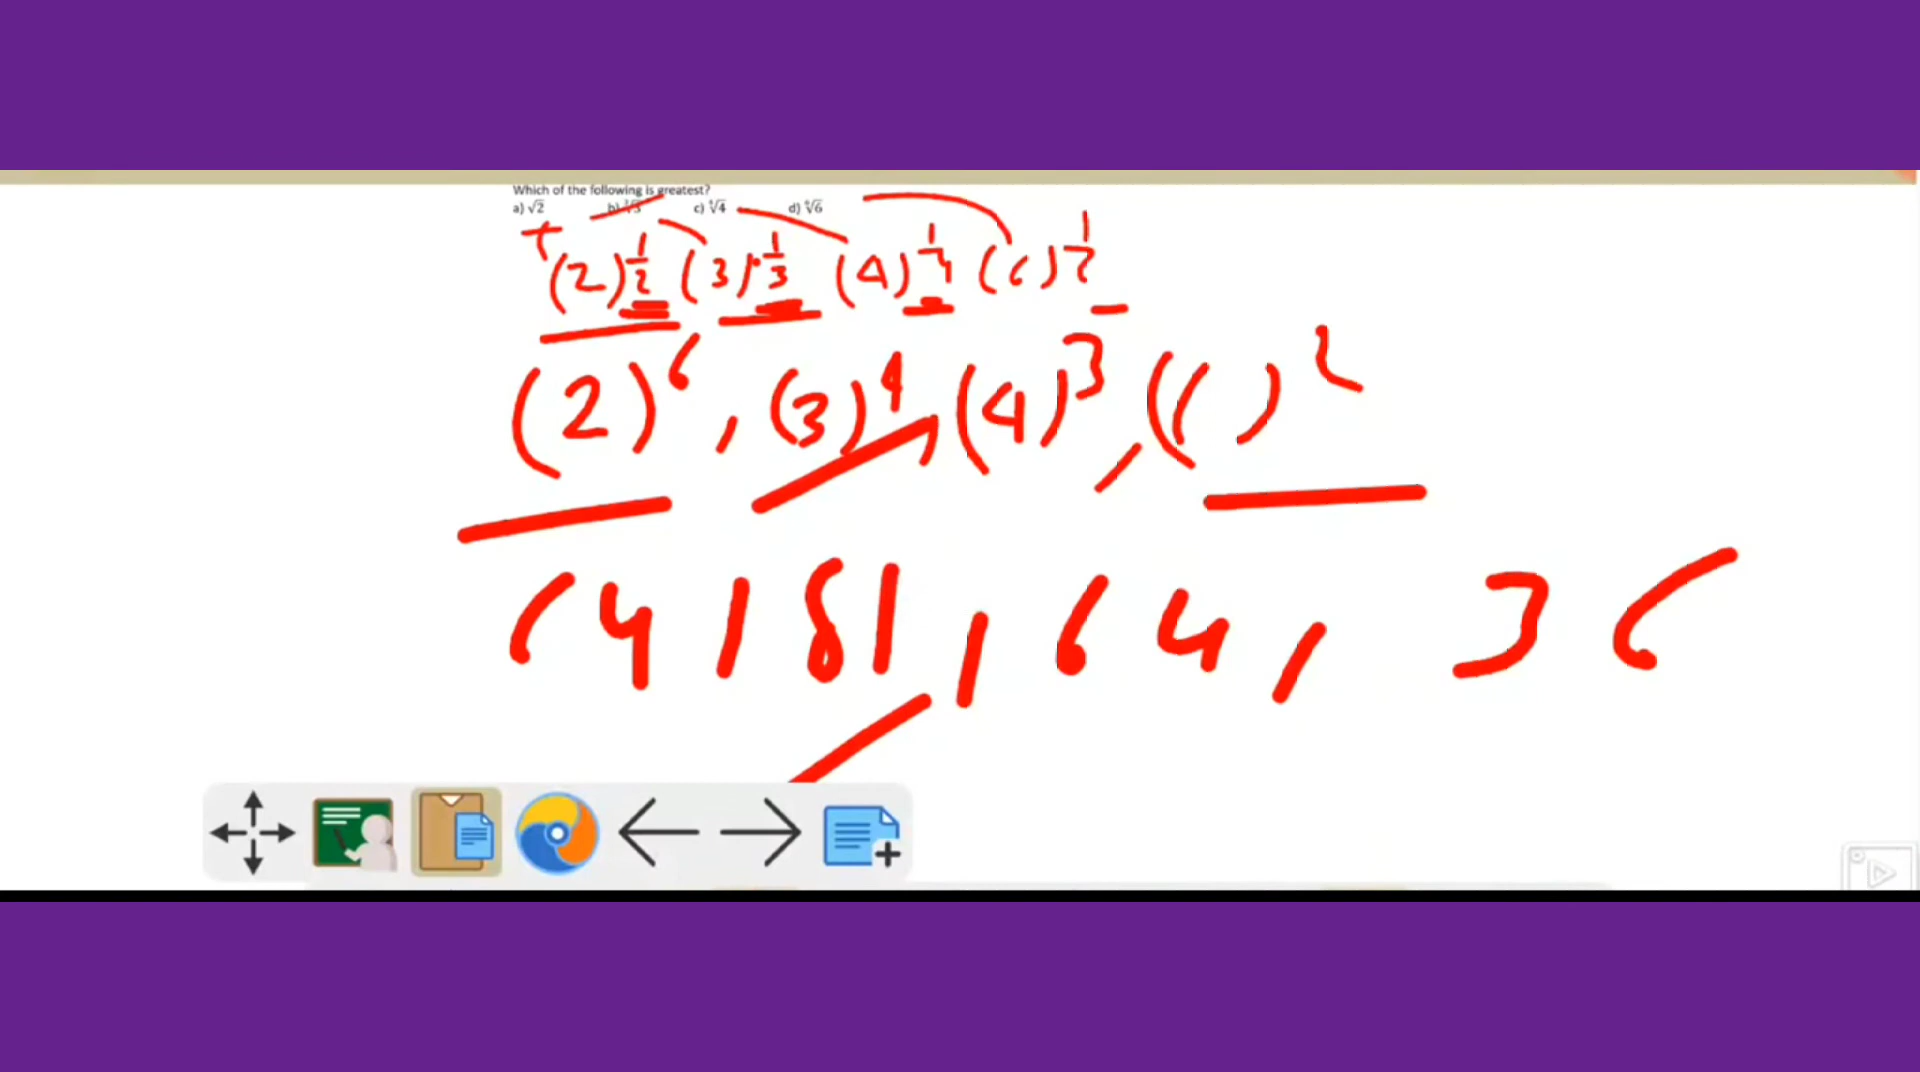 Which of the following is greatest?
a) √2 b) ∛3 c) ∜4 d) ⁶√6
(2)^1/2 (3)^1/3 (4)^1/4 (6)^1/
(2)^6 , (3)^4 , (4)^3 , ( )^2
64 , 81 , 64 , 36